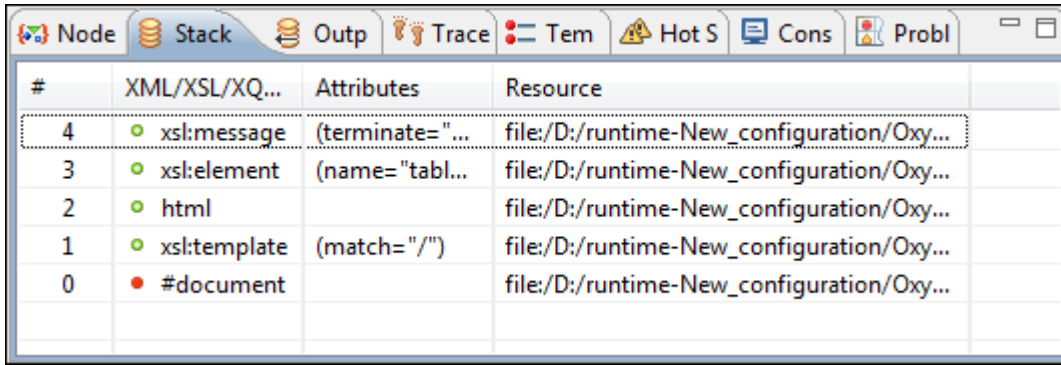 Node Stack Outp Trace Tem Hot S Cons Probl
# XML/XSL/XQ... Attributes Resource
4 xsl:message (terminate="... file:/D:/runtime-New_configuration/Oxy...
3 xsl:element (name="tabl... file:/D:/runtime-New_configuration/Oxy...
2 html file:/D:/runtime-New_configuration/Oxy...
1 xsl:template (match="/") file:/D:/runtime-New_configuration/Oxy...
0 #document file:/D:/runtime-New_configuration/Oxy...